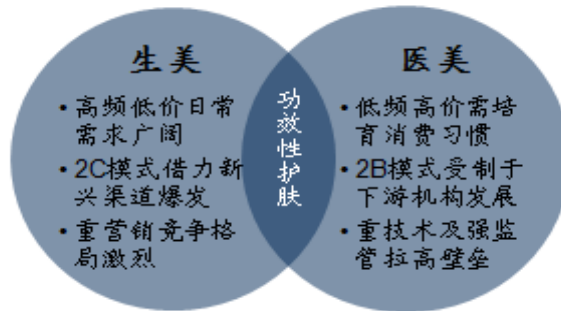 生美
• 高频低价日常
需求广阔
• 2C模式借力新
兴渠道爆发
• 重营销竞争格
局激烈
功效性护肤
医美
• 低频高价需培
育消费习惯
• 2B模式受制于
下游机构发展
• 重技术及强监
管拉高壁垒